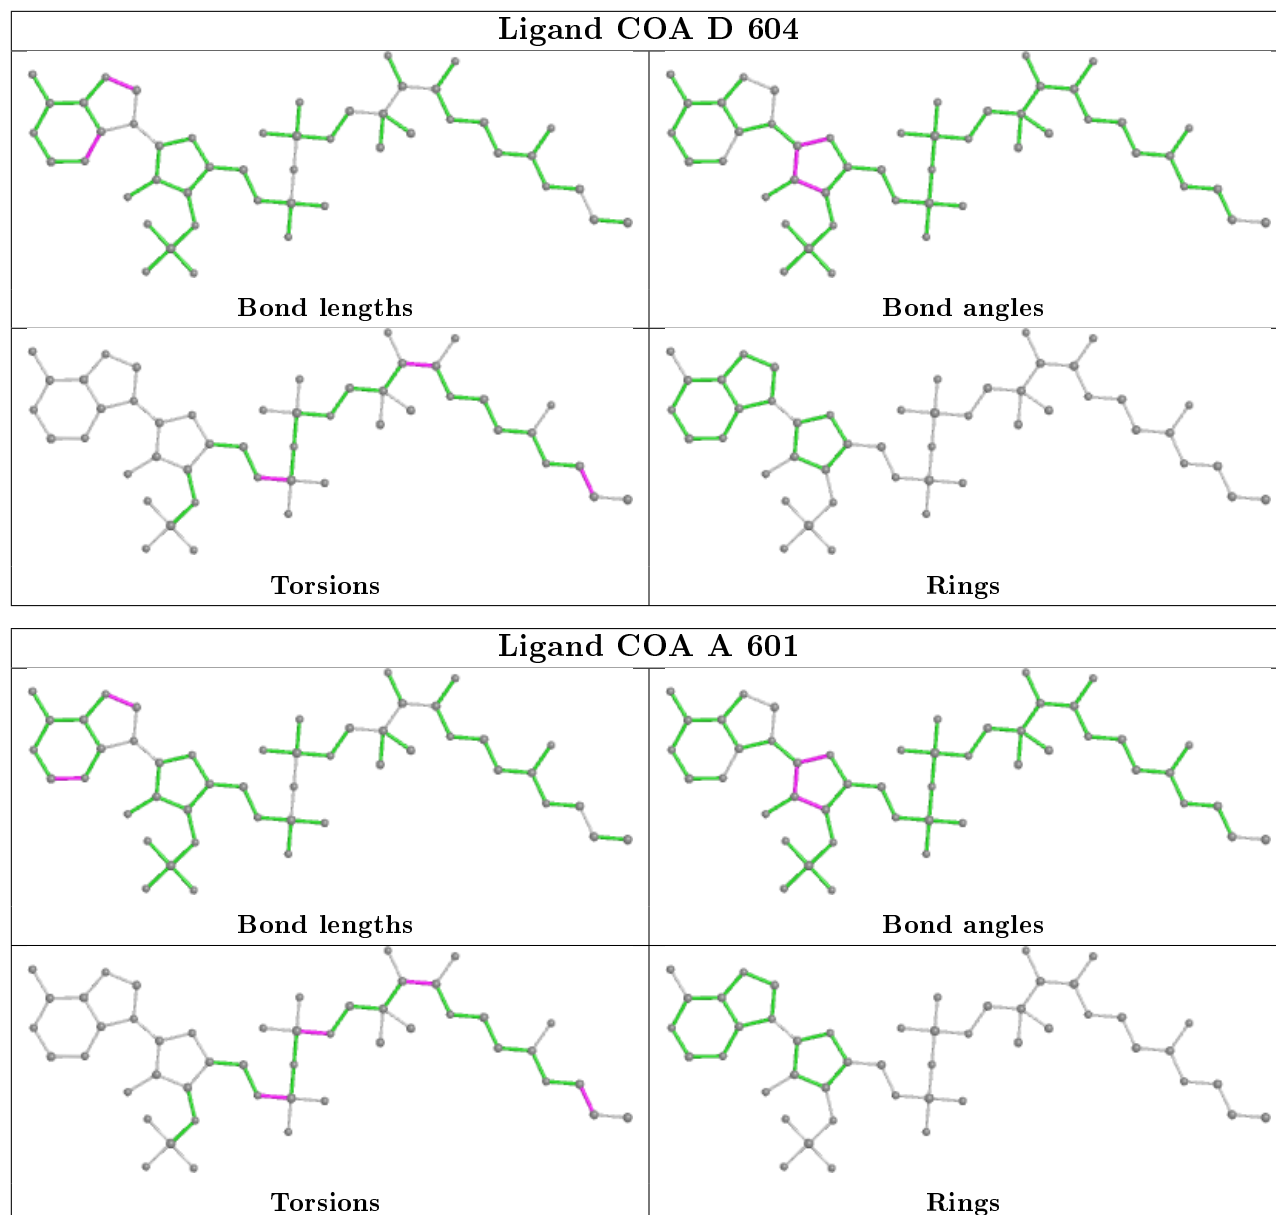 Ligand COA D 604
Bond lengths
Bond angles
Torsions
Rings
Ligand COA A 601
Bond lengths
Bond angles
Torsions
Rings